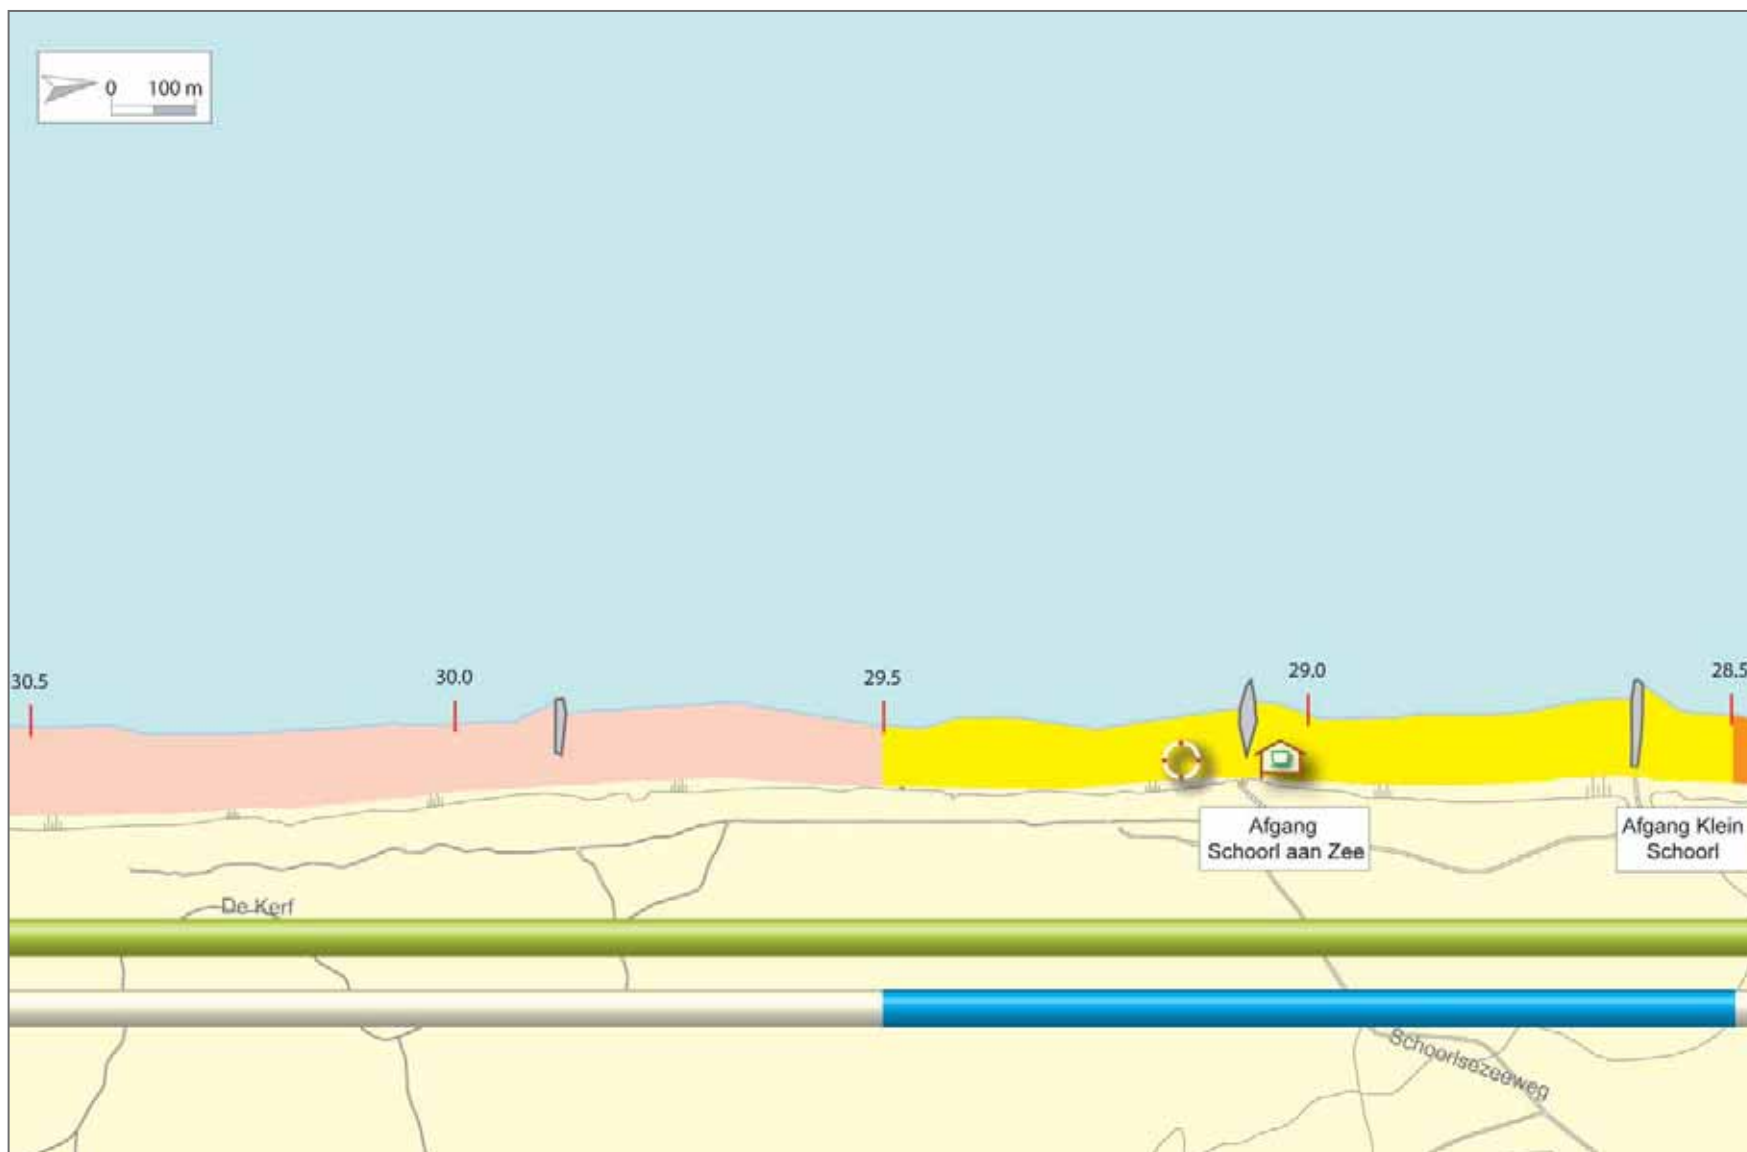 0 100 m
30.5
30.0
29.5
29.0
28.5
Afgang
Schoorl aan Zee
Afgang Klein
Schoorl
De Kerf
Schoorlsezeeweg